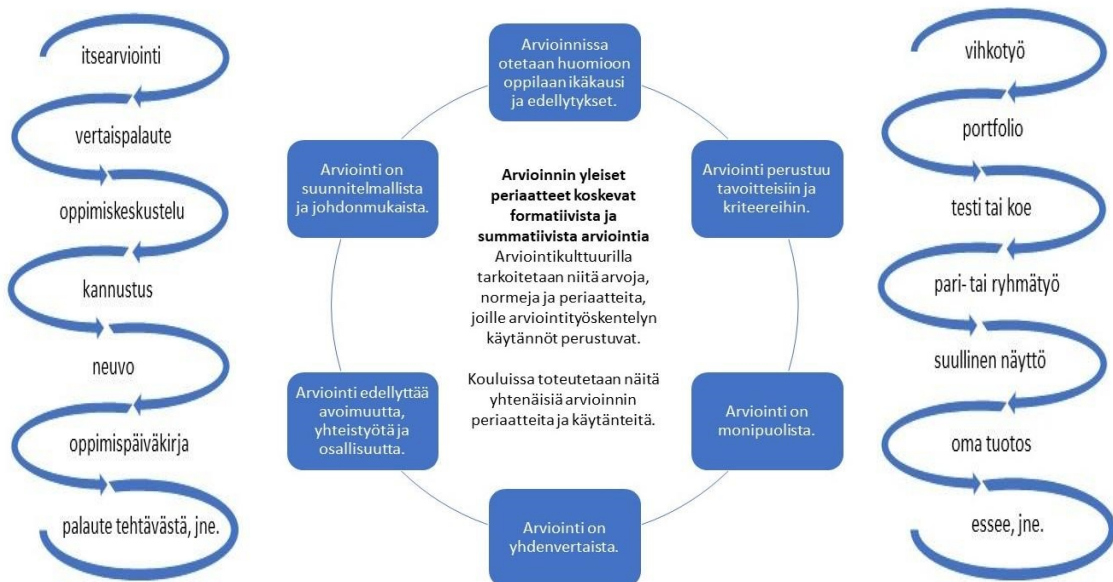 itsearviointi
vertaispalaute
oppimiskeskustelu
kannustus
neuvo
oppimispäiväkirja
palaute tehtävästä, jne.
Arvioinnissa
otetaan huomioon
oppilaan ikäkausi
ja edellytykset.
Arviointi on
suunnitelmallista
ja johdonmukaista.
Arvioinnin yleiset
periaatteet koskevat
formatiivista ja
summatiivista arviointia
Arviointikulttuurilla
tarkoitetaan niitä arvoja,
normeja ja periaatteita,
joille arviointityöskentelyn
käytännöt perustuvat.
Kouluissa toteutetaan näitä
yhtenäisiä arvioinnin
periaatteita ja käytänteitä.
Arviointi perustuu
tavoitteisiin ja
kriteereihin.
Arviointi edellyttää
avoimuutta,
yhteistyötä ja
osallisuutta.
Arviointi on
monipuolista.
Arviointi on
yhdenvertaista.
vihkotyö
portfolio
testi tai koe
pari- tai ryhmätyö
suullinen näyttö
oma tuotos
essee, jne.